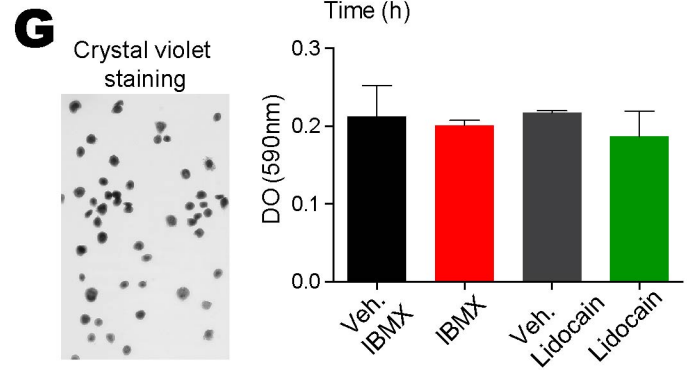 G
Time (h)
Crystal violet
staining
DO (590nm)
0.3
0.2
0.1
0.0
Veh.
IBMX
IBMX
Veh.
Lidocain
Lidocain